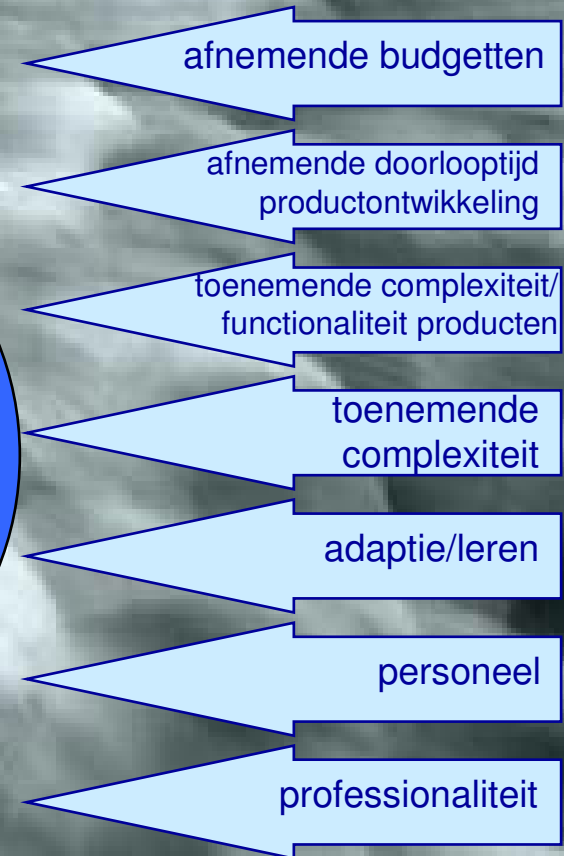 afnemende budgetten
afnemende doorlooptijd
productontwikkeling
toenemende complexiteit/
functionaliteit producten
toenemende
complexiteit
adaptie/leren
personeel
professionaliteit